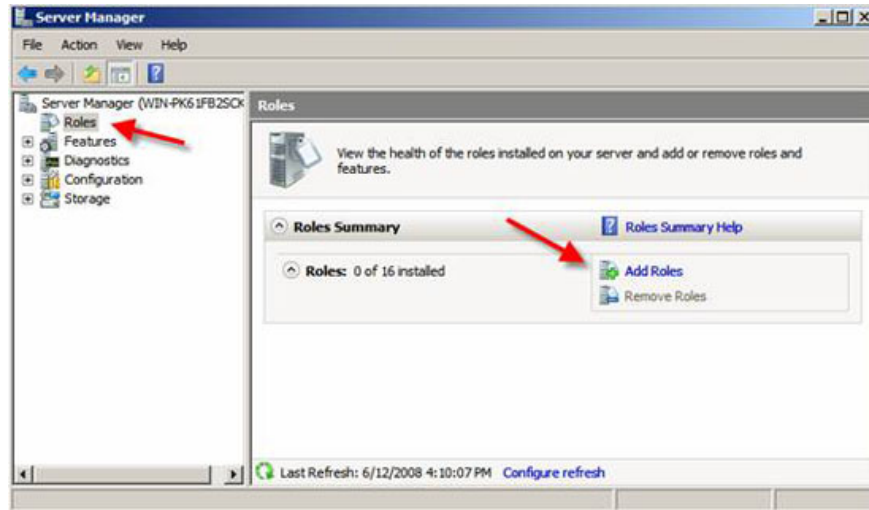 Server Manager
File Action View Help
Server Manager (WIN-PK61FB2SCK
Roles
Features
Diagnostics
Configuration
Storage
Roles
View the health of the roles installed on your server and add or remove roles and
features.
Roles Summary
Roles Summary Help
Roles: 0 of 16 installed
Add Roles
Remove Roles
Last Refresh: 6/12/2008 4:10:07 PM Configure refresh